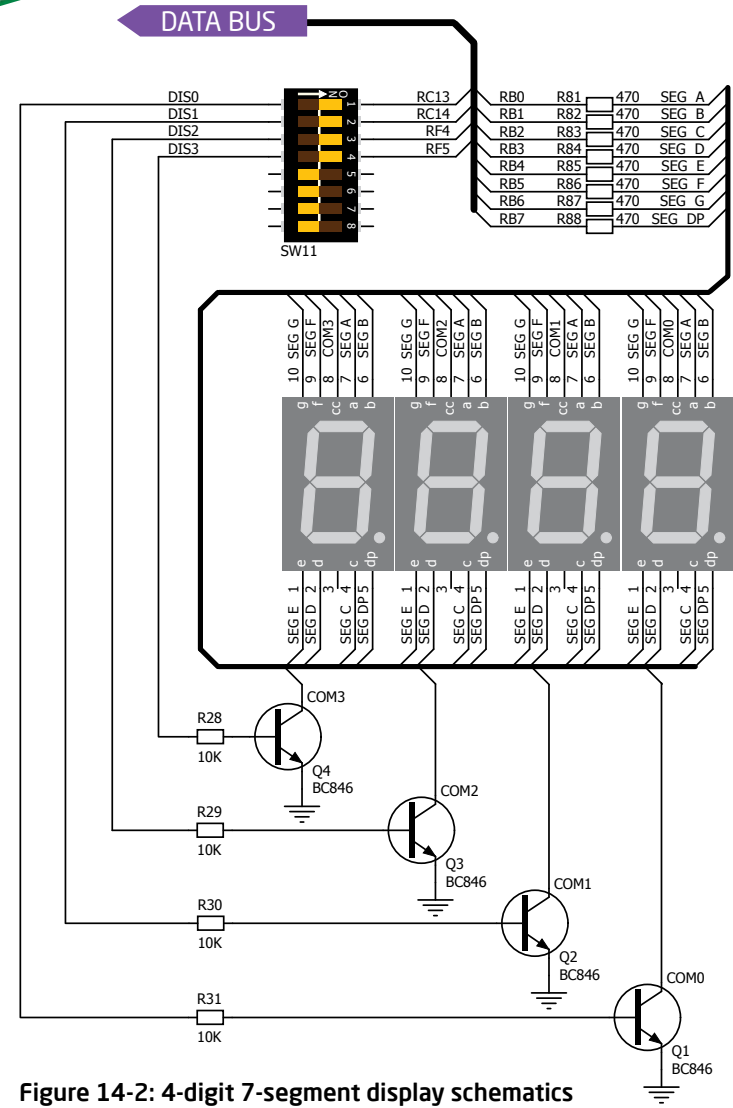 DATA BUS
DIS0
DIS1
DIS2
DIS3
ON
1
2
3
4
5
6
7
8
SW11
RC13
RC14
RF4
RF5
RB0 R81 470 SEG A
RB1 R82 470 SEG B
RB2 R83 470 SEG C
RB3 R84 470 SEG D
RB4 R85 470 SEG E
RB5 R86 470 SEG F
RB6 R87 470 SEG G
RB7 R88 470 SEG DP
10 SEG G
9 SEG F
8 COM3
7 SEG A
6 SEG B
10 SEG G
9 SEG F
8 COM2
7 SEG A
6 SEG B
10 SEG G
9 SEG F
8 COM1
7 SEG A
6 SEG B
10 SEG G
9 SEG F
8 COM0
7 SEG A
6 SEG B
g f cc a b
g f cc a b
g f cc a b
g f cc a b
e d c dp
e d c dp
e d c dp
e d c dp
SEG E 1
SEG D 2
3
SEG C 4
SEG DP 5
SEG E 1
SEG D 2
3
SEG C 4
SEG DP 5
SEG E 1
SEG D 2
3
SEG C 4
SEG DP 5
SEG E 1
SEG D 2
3
SEG C 4
SEG DP 5
COM3
R28
10K
Q4
BC846
COM2
R29
10K
Q3
BC846
COM1
R30
10K
Q2
BC846
COM0
R31
10K
Q1
BC846
Figure 14-2: 4-digit 7-segment display schematics